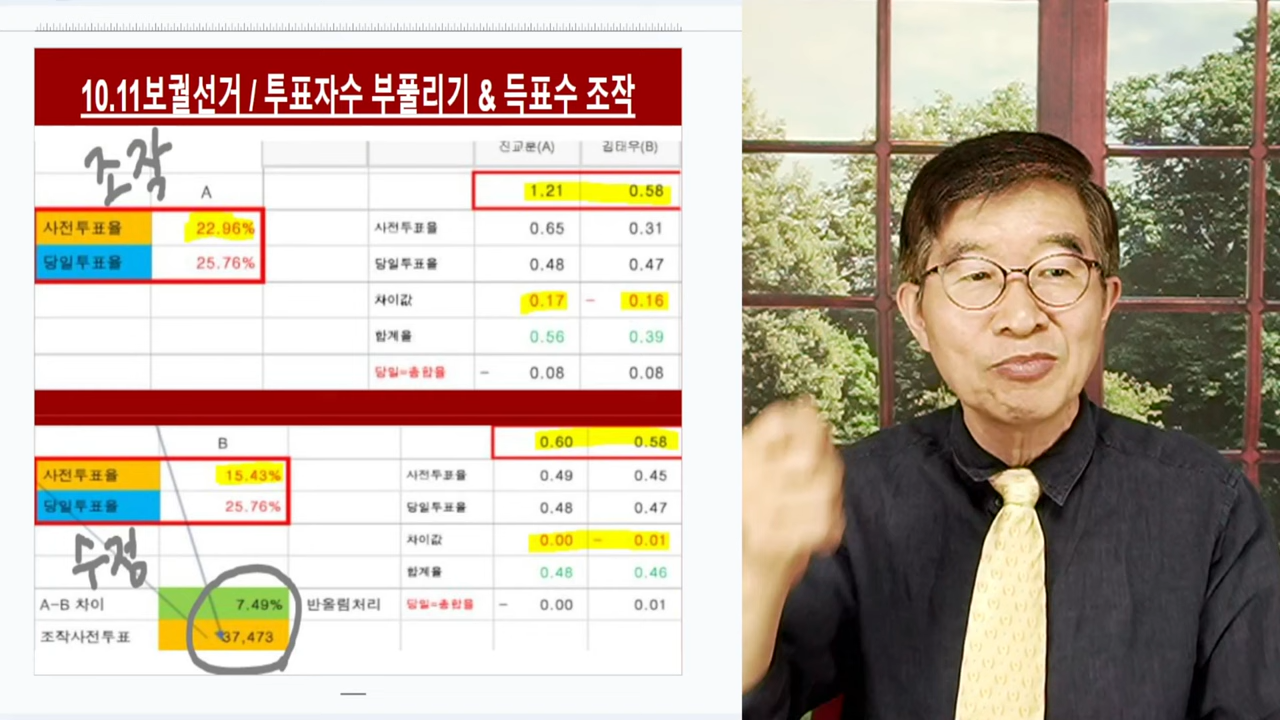 10.11보궐선거 / 투표자수 부풀리기 & 득표수 조작
조작
진교훈(A) 김태우(B)
A 1.21 0.58
사전투표율 22.96% 사전투표율 0.65 0.31
당일투표율 25.76% 당일투표율 0.48 0.47
차이값 0.17 - 0.16
합계율 0.56 0.39
당일=총합율 - 0.08 0.08
B 0.60 0.58
사전투표율 15.43% 사전투표율 0.49 0.45
당일투표율 25.76% 당일투표율 0.48 0.47
수정
차이값 0.00 - 0.01
합계율 0.48 0.46
A-B 차이 7.49% 반올림처리 당일=총합율 - 0.00 0.01
조작사전투표 37,473